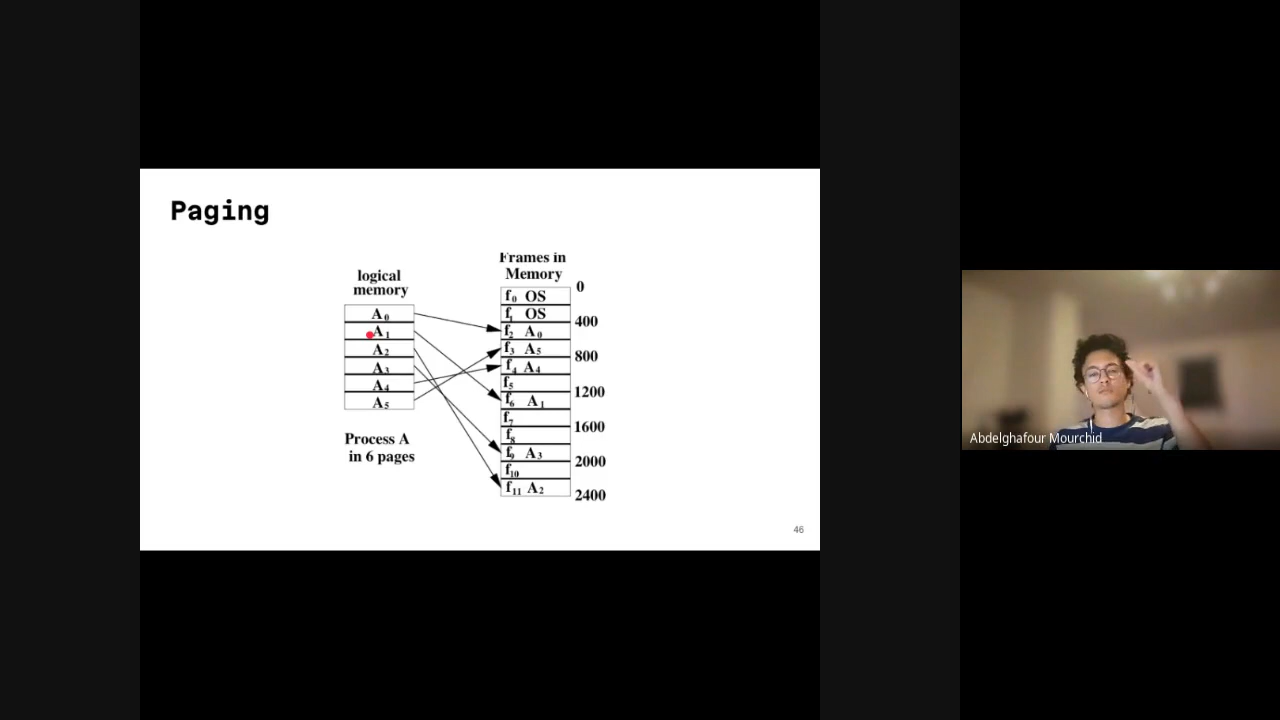 Paging
logical
memory
A0
A1
A2
A3
A4
A5
Process A
in 6 pages
Frames in
Memory
0
f0 OS
f1 OS
400
f2 A0
f3 A5
800
f4 A4
f5
1200
f6 A1
f7
1600
f8
f9 A3
2000
f10
f11 A2
2400
46
Abdelghafour Mourchid